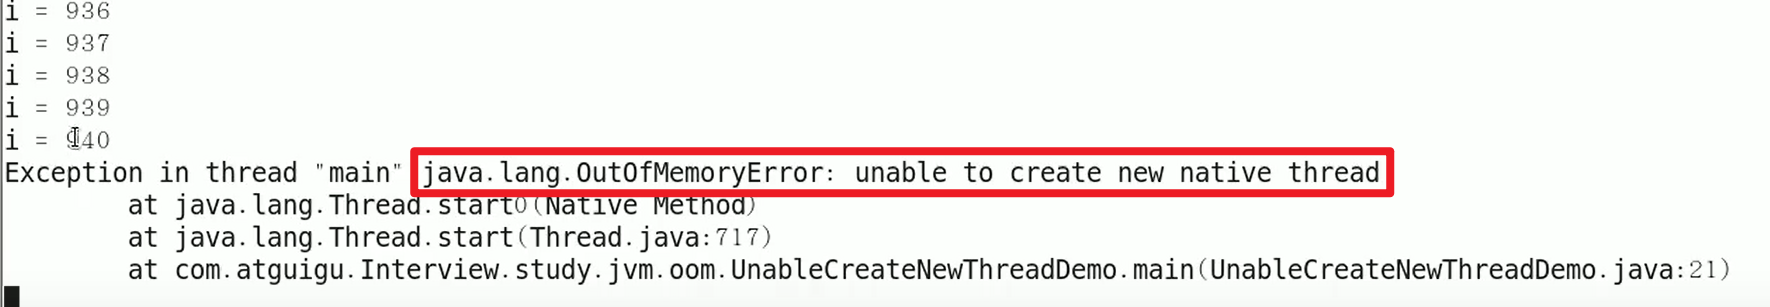 i = 936
i = 937
i = 938
i = 939
i = 940
Exception in thread "main" java.lang.OutOfMemoryError: unable to create new native thread
at java.lang.Thread.start0(Native Method)
at java.lang.Thread.start(Thread.java:717)
at com.atguigu.Interview.study.jvm.oom.UnableCreateNewThreadDemo.main(UnableCreateNewThreadDemo.java:21)